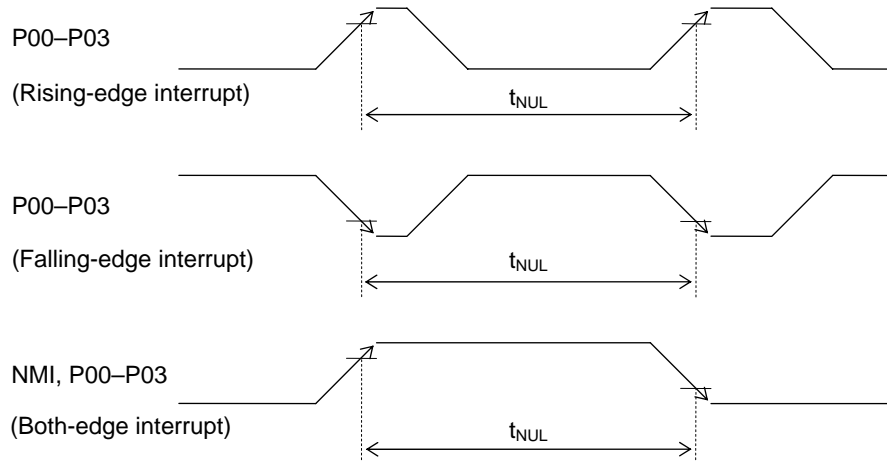 P00–P03
(Rising-edge interrupt)
tNUL
P00–P03
(Falling-edge interrupt)
tNUL
NMI, P00–P03
(Both-edge interrupt)
tNUL